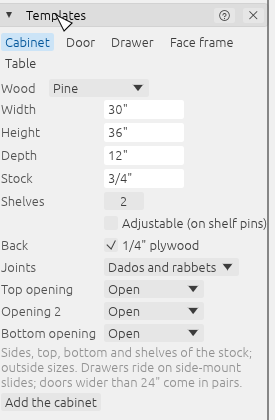 Templates
Cabinet Door Drawer Face frame
Table
Wood Pine
Width 30"
Height 36"
Depth 12"
Stock 3/4"
Shelves 2
Adjustable (on shelf pins)
Back 1/4" plywood
Joints Dados and rabbets
Top opening Open
Opening 2 Open
Bottom opening Open
Sides, top, bottom and shelves of the stock;
outside sizes. Drawers ride on side-mount
slides; doors wider than 24" come in pairs.
Add the cabinet